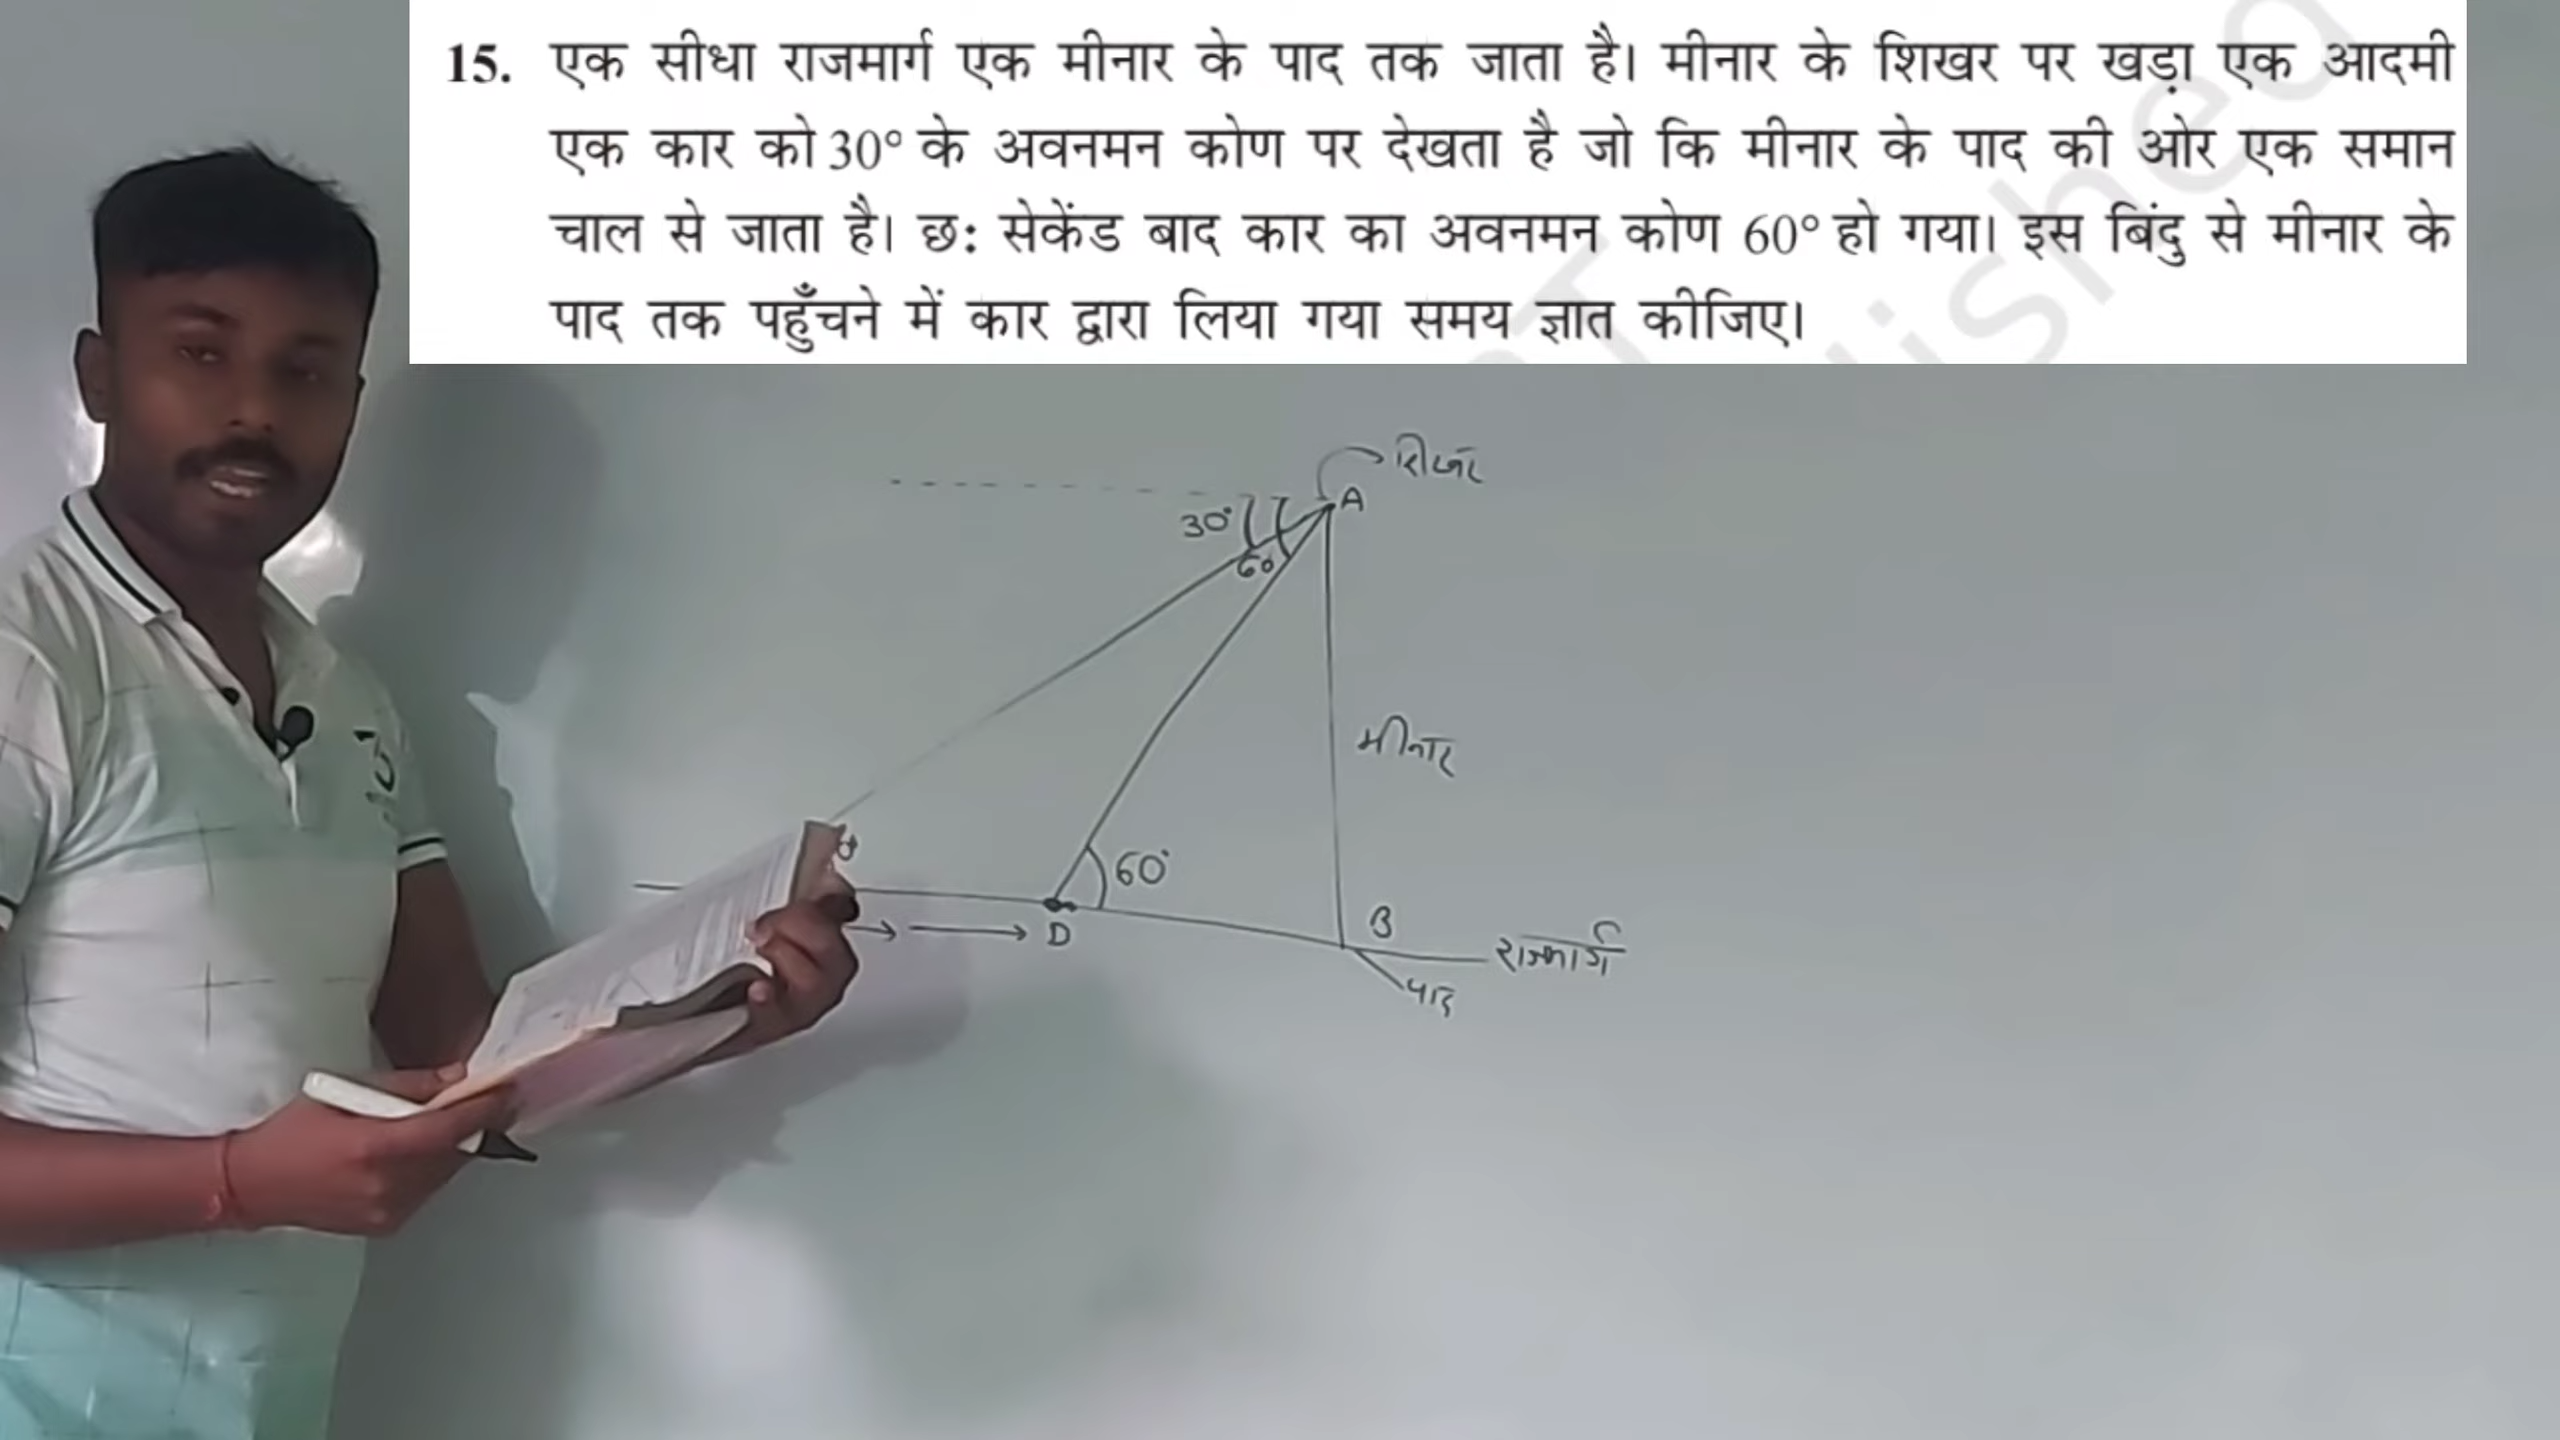 15. एक सीधा राजमार्ग एक मीनार के पाद तक जाता है। मीनार के शिखर पर खड़ा एक आदमी
एक कार को 30° के अवनमन कोण पर देखता है जो कि मीनार के पाद की ओर एक समान
चाल से जाता है। छः सेकेंड बाद कार का अवनमन कोण 60° हो गया। इस बिंदु से मीनार के
पाद तक पहुँचने में कार द्वारा लिया गया समय ज्ञात कीजिए।
शिखर
A
30°
60
मीनार
60°
B
D
राजमार्ग
पाद